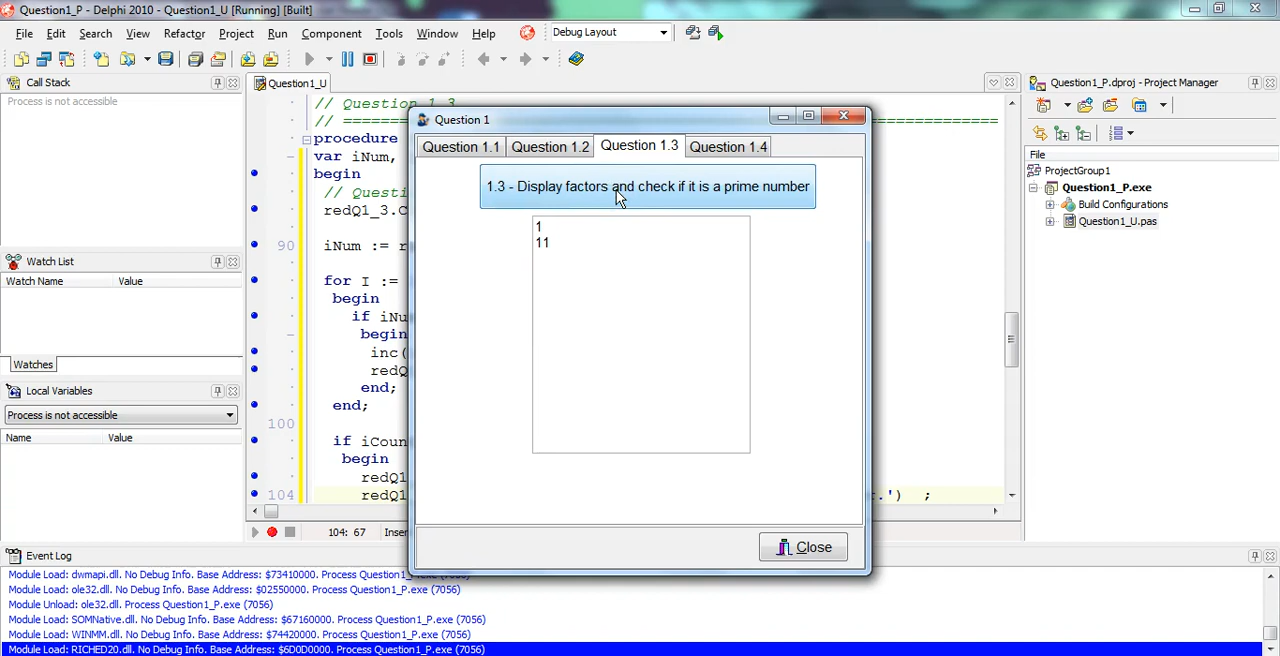 Question1_P - Delphi 2010 - Question1_U [Running] [Built]
File Edit Search View Refactor Project Run Component Tools Window Help Debug Layout
Call Stack
Process is not accessible
Watch List
Watch Name Value
Watches
Local Variables
Process is not accessible
Name Value
Question1_U
// Question 1.3
// ====
procedure
var iNum,
begin
// Questi
redQ1_3.C
90 iNum := r
for I :=
begin
if iNu
begin
inc(
redQ
end;
end;
100
if iCoun
begin
redQ1
104 redQ1 .') ;
104: 67 Inser
Question 1
Question 1.1 Question 1.2 Question 1.3 Question 1.4
1.3 - Display factors and check if it is a prime number
1
11
Close
Question1_P.dproj - Project Manager
File
ProjectGroup1
Question1_P.exe
Build Configurations
Question1_U.pas
Event Log
Module Load: dwmapi.dll. No Debug Info. Base Address: $73410000. Process Question1_P.exe (7056)
Module Load: ole32.dll. No Debug Info. Base Address: $02550000. Process Question1_P.exe (7056)
Module Unload: ole32.dll. Process Question1_P.exe (7056)
Module Load: SOMNative.dll. No Debug Info. Base Address: $67160000. Process Question1_P.exe (7056)
Module Load: WINMM.dll. No Debug Info. Base Address: $74420000. Process Question1_P.exe (7056)
Module Load: RICHED20.dll. No Debug Info. Base Address: $6D0D0000. Process Question1_P.exe (7056)